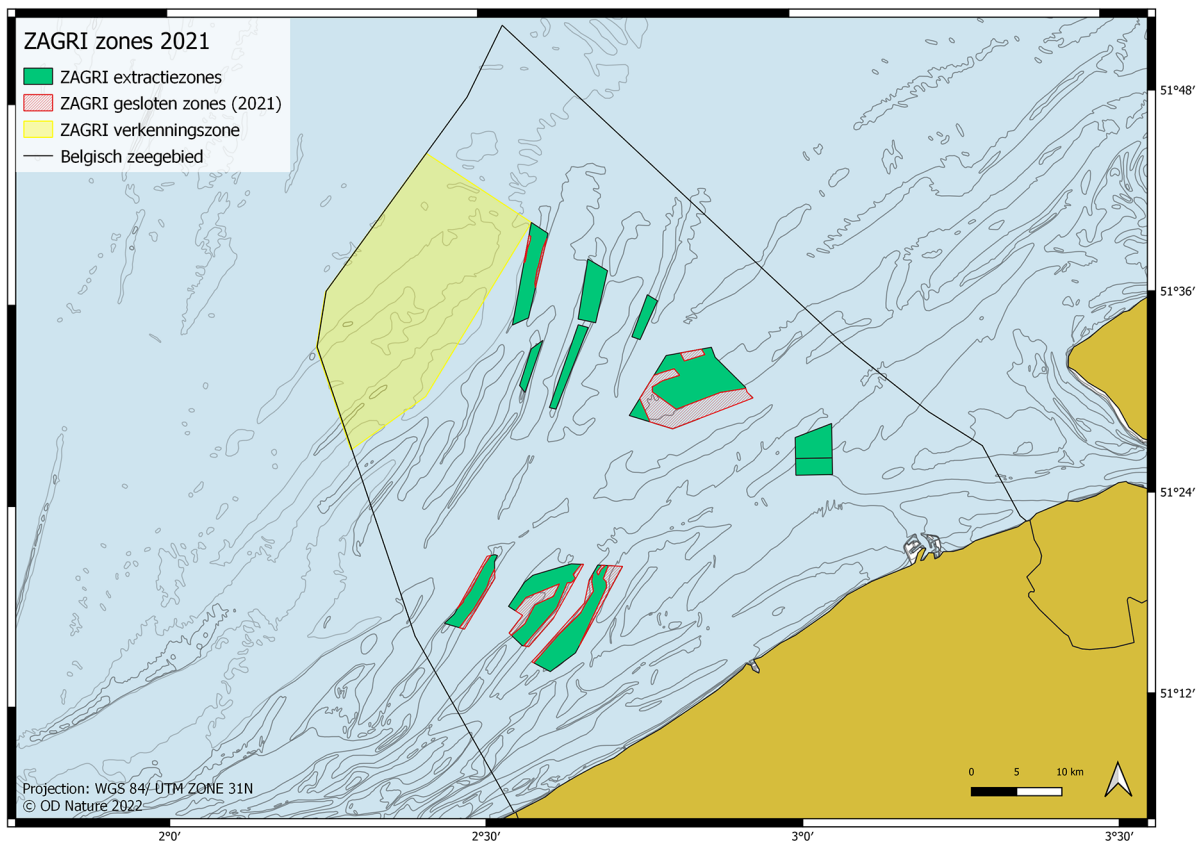 ZAGRI zones 2021
ZAGRI extractiezones
ZAGRI gesloten zones (2021)
ZAGRI verkenningszone
Belgisch zeegebied
51°48′
51°36′
51°24′
51°12′
0 5 10 km
Projection: WGS 84/ UTM ZONE 31N
© OD Nature 2022
2°0′ 2°30′ 3°0′ 3°30′